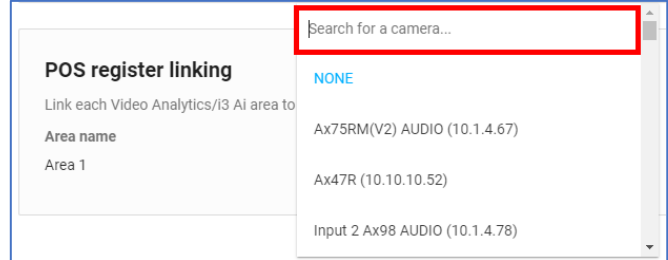 Search for a camera...
POS register linking
NONE
Link each Video Analytics/i3 Ai area to
Area name
Ax75RM(V2) AUDIO (10.1.4.67)
Area 1
Ax47R (10.10.10.52)
Input 2 Ax98 AUDIO (10.1.4.78)